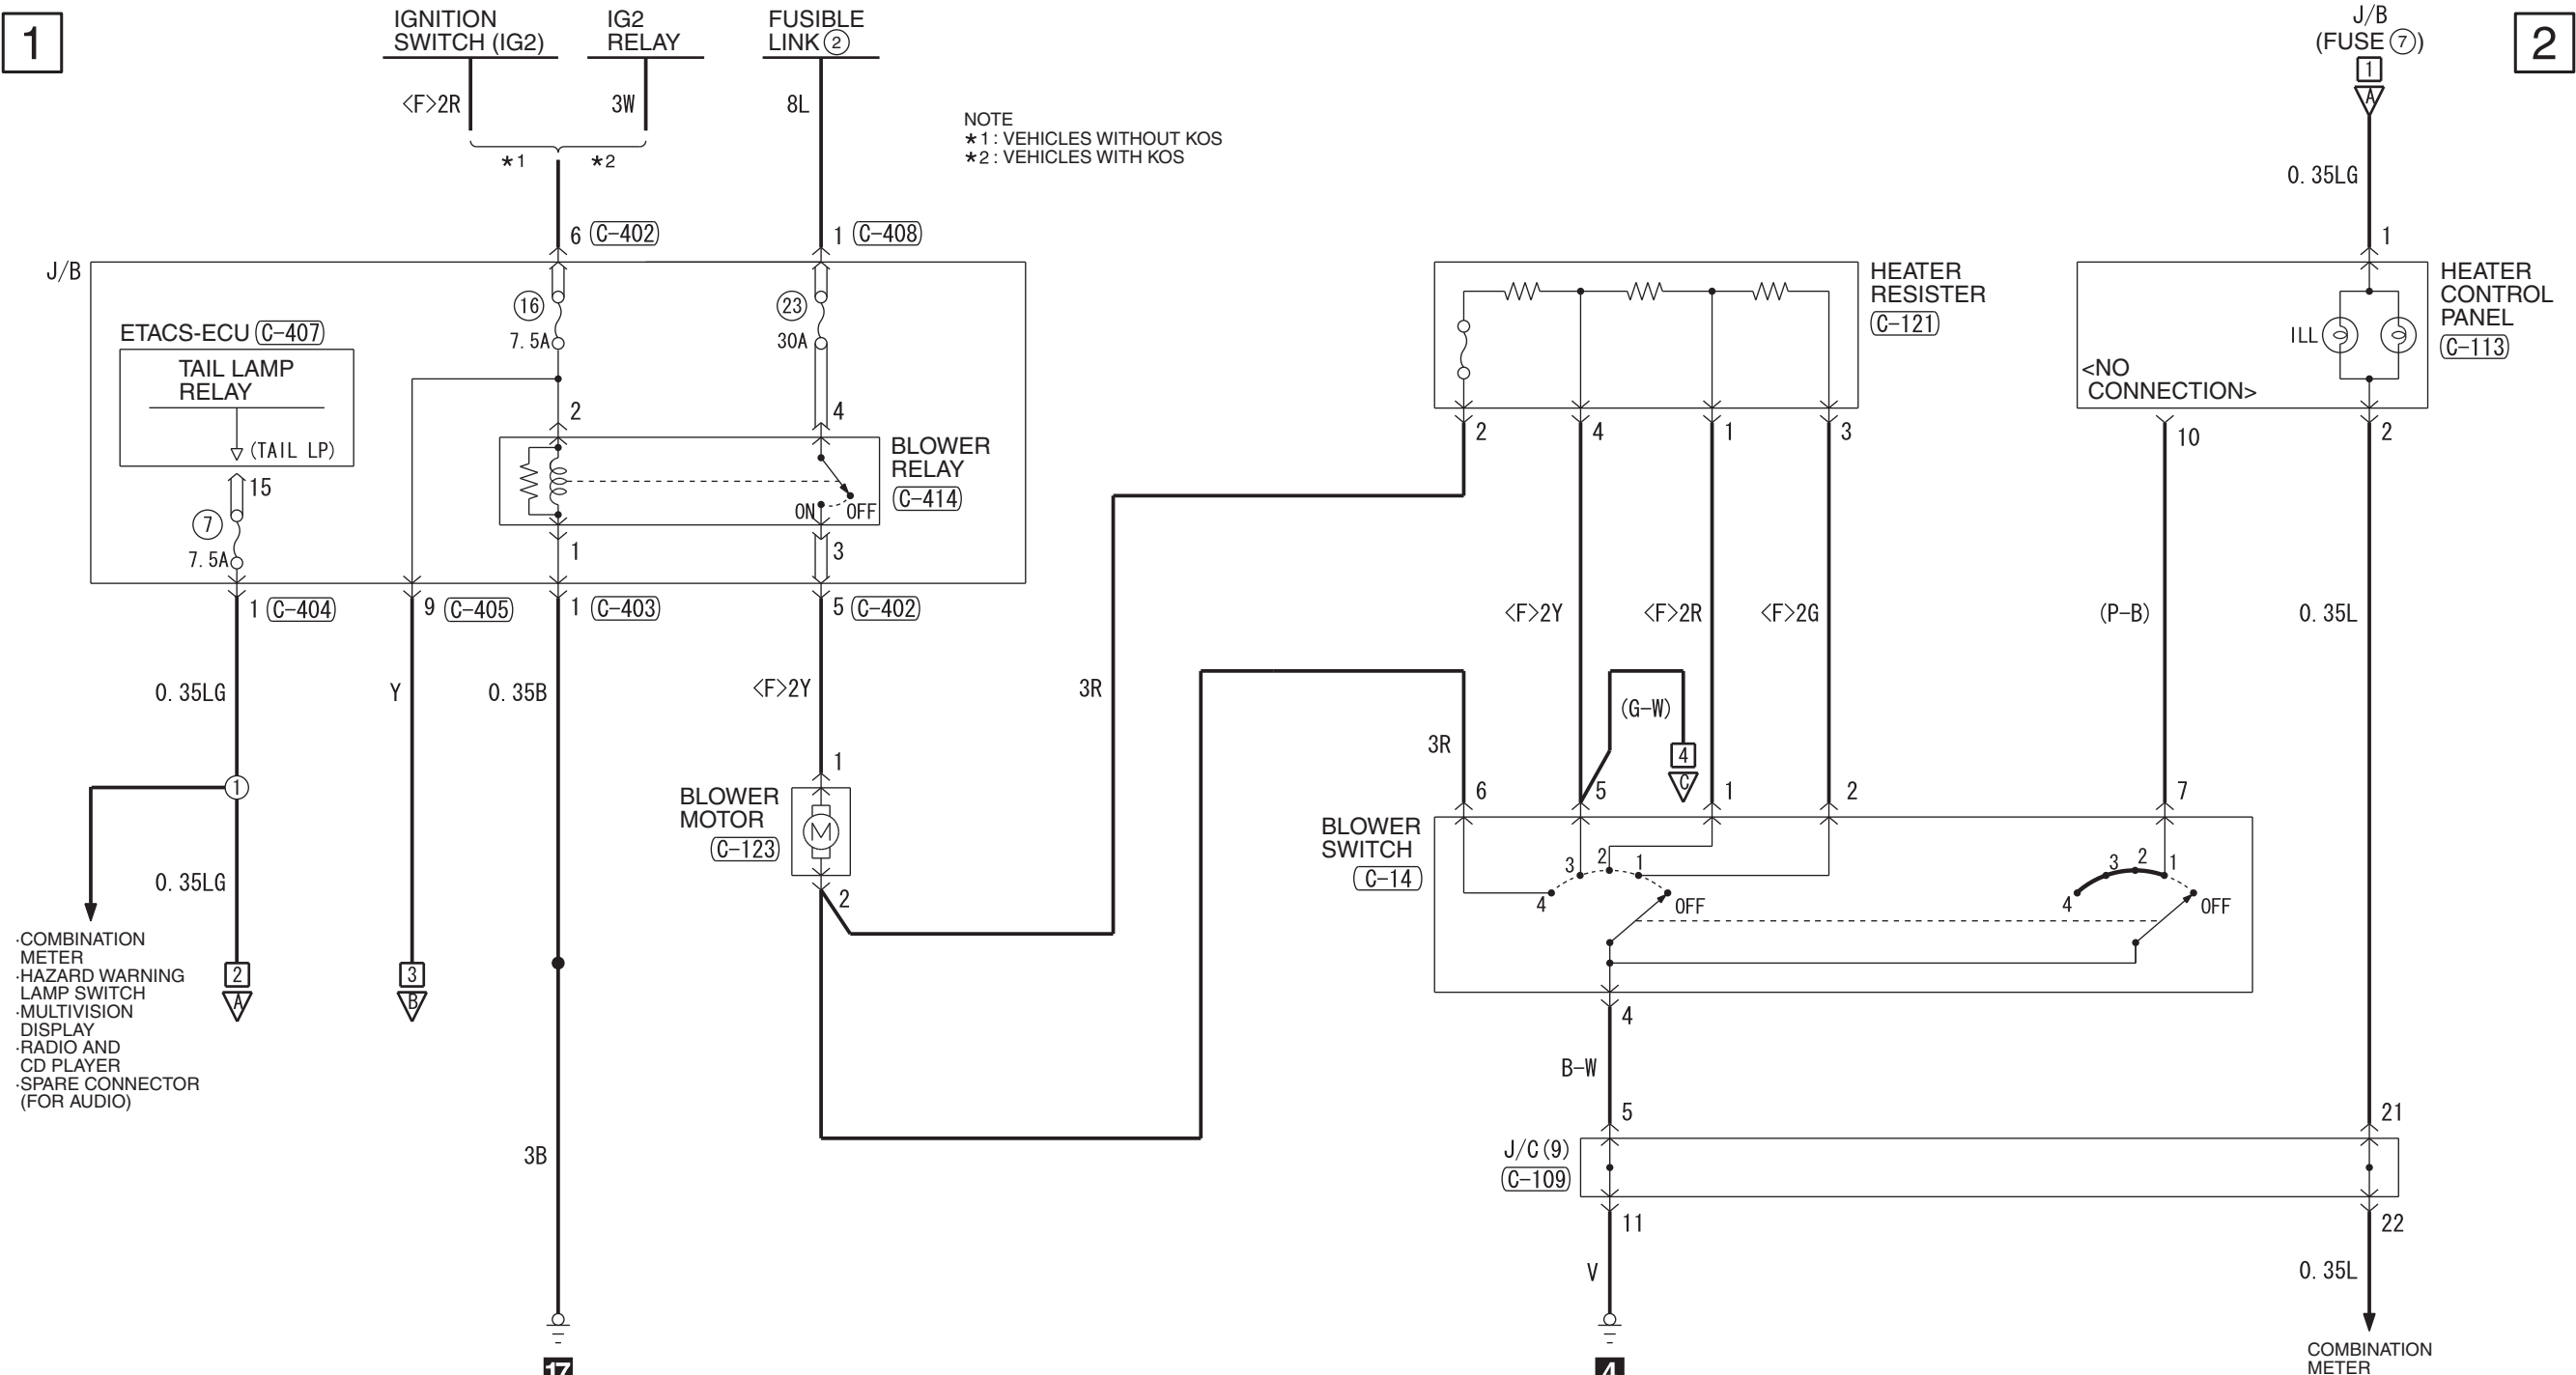 1
IGNITION
SWITCH (IG2)
IG2
RELAY
FUSIBLE
LINK ②
J/B
(FUSE ⑦)
2
1
A
<F>2R
3W
8L
NOTE
*1 : VEHICLES WITHOUT KOS
*2 : VEHICLES WITH KOS
*1
*2
0.35LG
6 (C-402)
1 (C-408)
1
J/B
16
7.5A
23
30A
ETACS-ECU (C-407)
TAIL LAMP
RELAY
(TAIL LP)
15
7
7.5A
2
4
BLOWER
RELAY
(C-414)
ON
OFF
1
3
HEATER
RESISTER
(C-121)
HEATER
CONTROL
PANEL
(C-113)
ILL
<NO
CONNECTION>
2
4
1
3
10
2
1 (C-404)
9 (C-405)
1 (C-403)
5 (C-402)
<F>2Y
<F>2R
<F>2G
(P-B)
0.35L
0.35LG
Y
0.35B
<F>2Y
3R
(G-W)
3R
4
C
1
1
BLOWER
MOTOR
(C-123)
M
2
6
5
1
2
7
BLOWER
SWITCH
(C-14)
4
3
2
1
OFF
4
3
2
1
OFF
0.35LG
·COMBINATION
METER
·HAZARD WARNING
LAMP SWITCH
·MULTIVISION
DISPLAY
·RADIO AND
CD PLAYER
·SPARE CONNECTOR
(FOR AUDIO)
2
A
3
B
4
B-W
5
21
3B
J/C(9)
(C-109)
11
22
V
0.35L
17
4
COMBINATION
METER